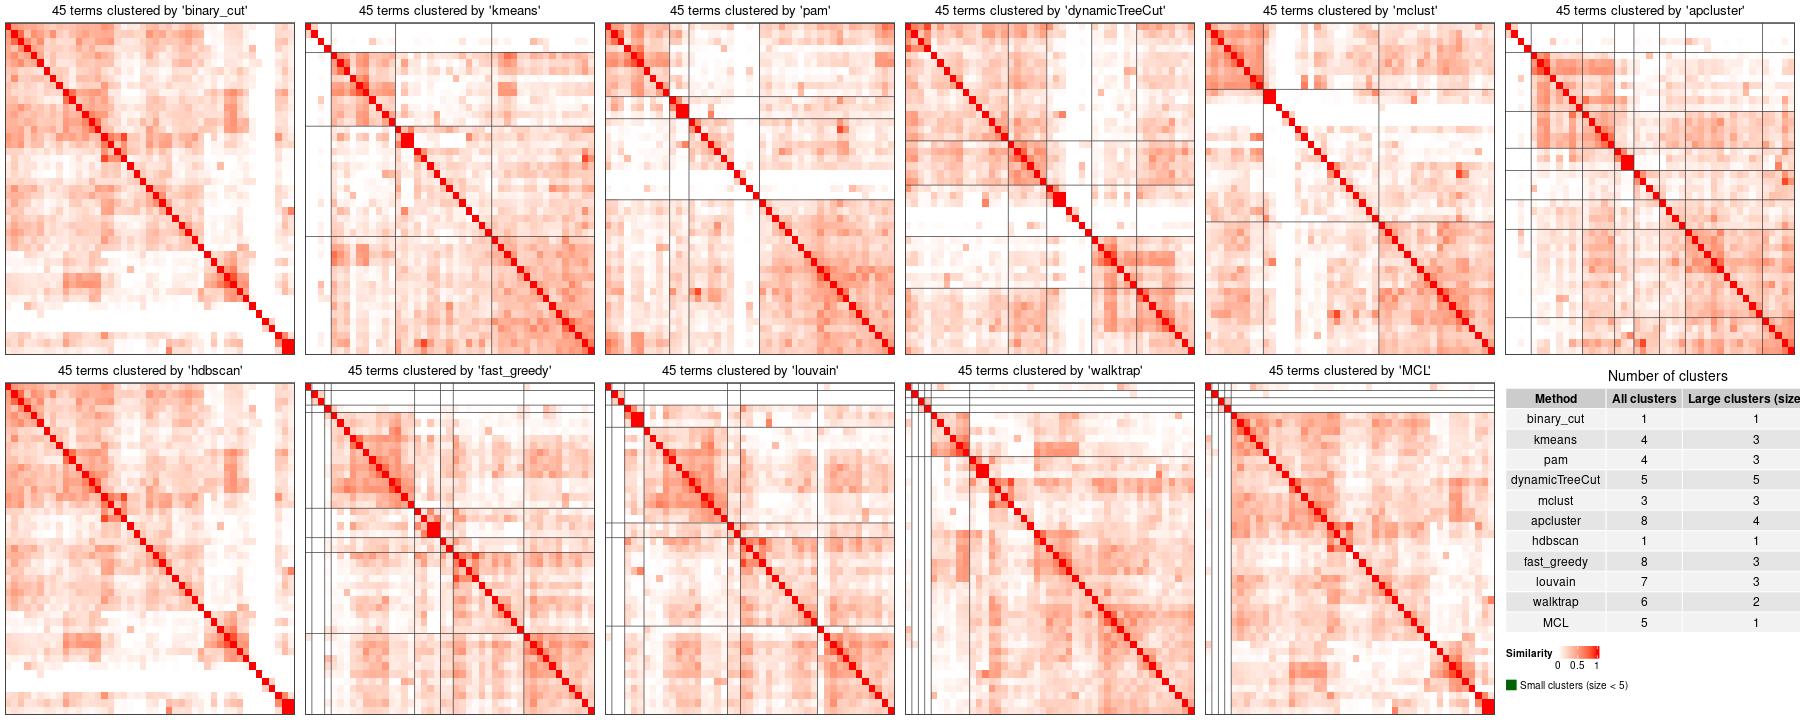 45 terms clustered by 'binary_cut'
45 terms clustered by 'kmeans'
45 terms clustered by 'pam'
45 terms clustered by 'dynamicTreeCut'
45 terms clustered by 'mclust'
45 terms clustered by 'apcluster'
45 terms clustered by 'hdbscan'
45 terms clustered by 'fast_greedy'
45 terms clustered by 'louvain'
45 terms clustered by 'walktrap'
45 terms clustered by 'MCL'
Number of clusters
Method All clusters Large clusters (size
binary_cut 1 1
kmeans 4 3
pam 4 3
dynamicTreeCut 5 5
mclust 3 3
apcluster 8 4
hdbscan 1 1
fast_greedy 8 3
louvain 7 3
walktrap 6 2
MCL 5 1
Similarity
0 0.5 1
Small clusters (size < 5)